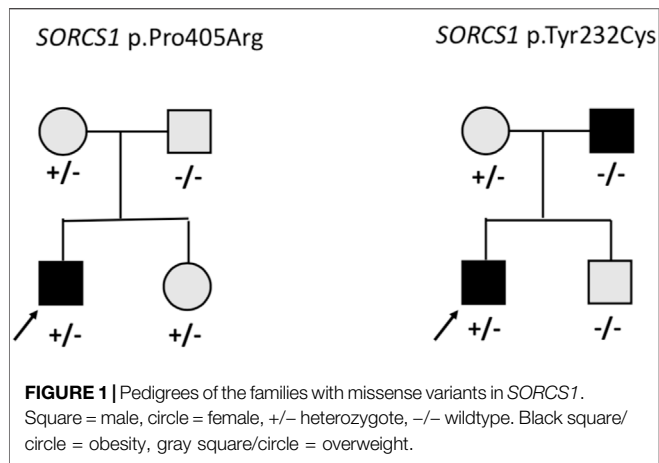 SORCS1 p.Pro405Arg
SORCS1 p.Tyr232Cys
+/-
-/-
+/-
-/-
+/-
+/-
+/-
-/-
FIGURE 1 | Pedigrees of the families with missense variants in SORCS1.
Square = male, circle = female, +/− heterozygote, −/− wildtype. Black square/
circle = obesity, gray square/circle = overweight.